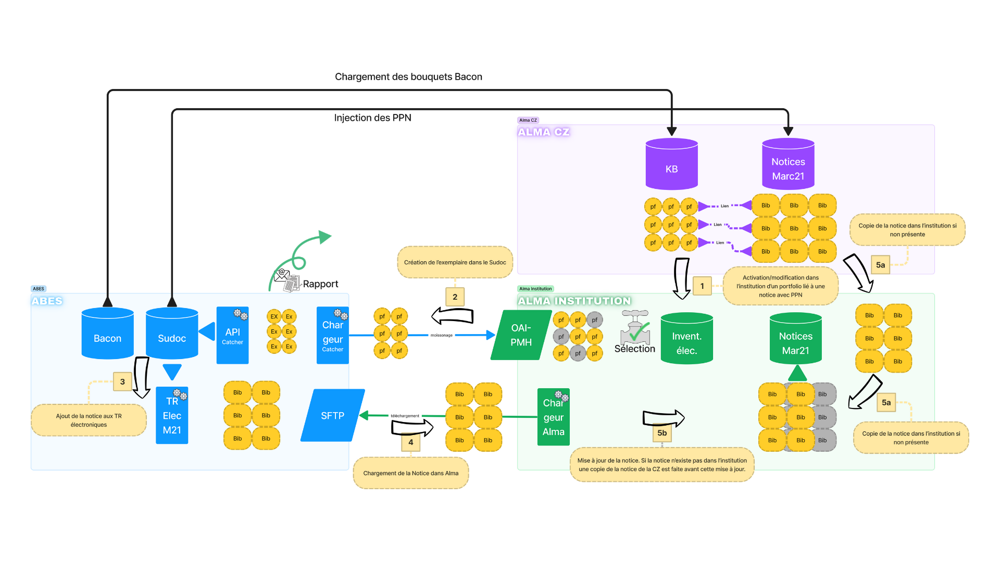 Chargement des bouquets Bacon
Injection des PPN
Alma CZ
ALMA CZ
KB
Notices
Marc21
pf pf pf
Lien
Bib Bib Bib
pf pf pf
Lien
Bib Bib Bib
pf pf pf
Lien
Bib Bib Bib
Copie de la notice dans l'institution si
non présente
5a
1
Activation/modification dans
l'institution d'un portfolio lié à une
notice avec PPN
Création de l'exemplaire dans le Sudoc
2
@
Rapport
ABES
ABES
Bacon
Sudoc
API
Catcher
EX Ex
Ex Ex
Ex Ex
Char
geur
Catcher
pf pf
pf pf
pf pf
moissonage
Alma Institution
ALMA INSTITUTION
OAI-
PMH
pf pf pf
pf pf pf
pf pf pf
Sélection
Invent.
élec.
Notices
Mar21
Bib Bib
Bib Bib
Bib Bib
3
Ajout de la notice aux TR
électroniques
TR
Elec
M21
Bib Bib
Bib Bib
Bib Bib
SFTP
téléchargement
4
Chargement de la Notice dans Alma
Bib Bib
Bib Bib
Bib Bib
Char
geur
Alma
5b
Mise à jour de la notice. Si la notice n'existe pas dans l'institution
une copie de la notice de la CZ est faite avant cette mise à jour.
Bib Bib Bib
Bib Bib Bib
Bib Bib Bib
5a
Copie de la notice dans l'institution si
non présente